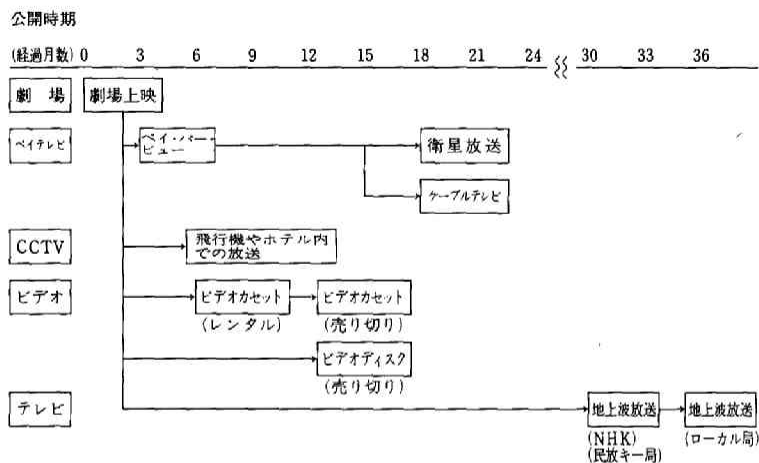 公開時期
(経過月数) 0 3 6 9 12 15 18 21 24 30 33 36
劇 場 劇場上映
ペイテレビ ペイ・パー・
ビュー 衛星放送
ケーブルテレビ
CCTV 飛行機やホテル内
での放送
ビデオ ビデオカセット ビデオカセット
(レンタル) (売り切り)
ビデオディスク
(売り切り)
テレビ 地上波放送 地上波放送
(NHK) (ローカル局)
(民放キー局)